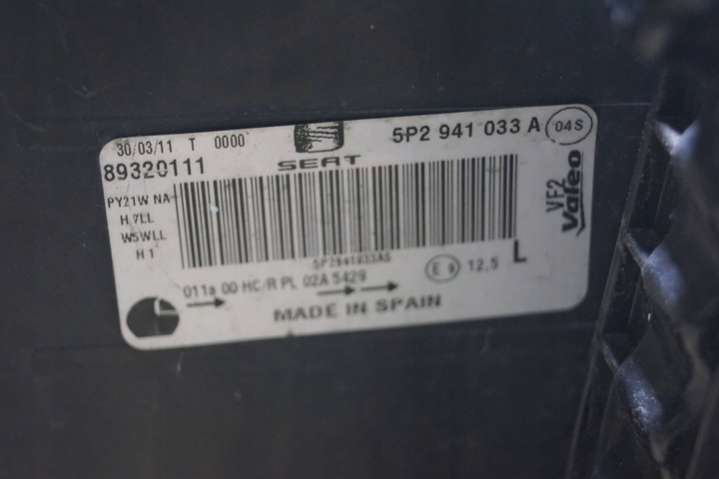 30/03/11 T 0000
SEAT
5P2 941 033 A 04S
89320111
PY21W NA
H7LL
W5WLL
H1
VF2
Valeo
5P2941033AS
L
011a 00 HC/R PL 02A 5429
E9 12,5
MADE IN SPAIN